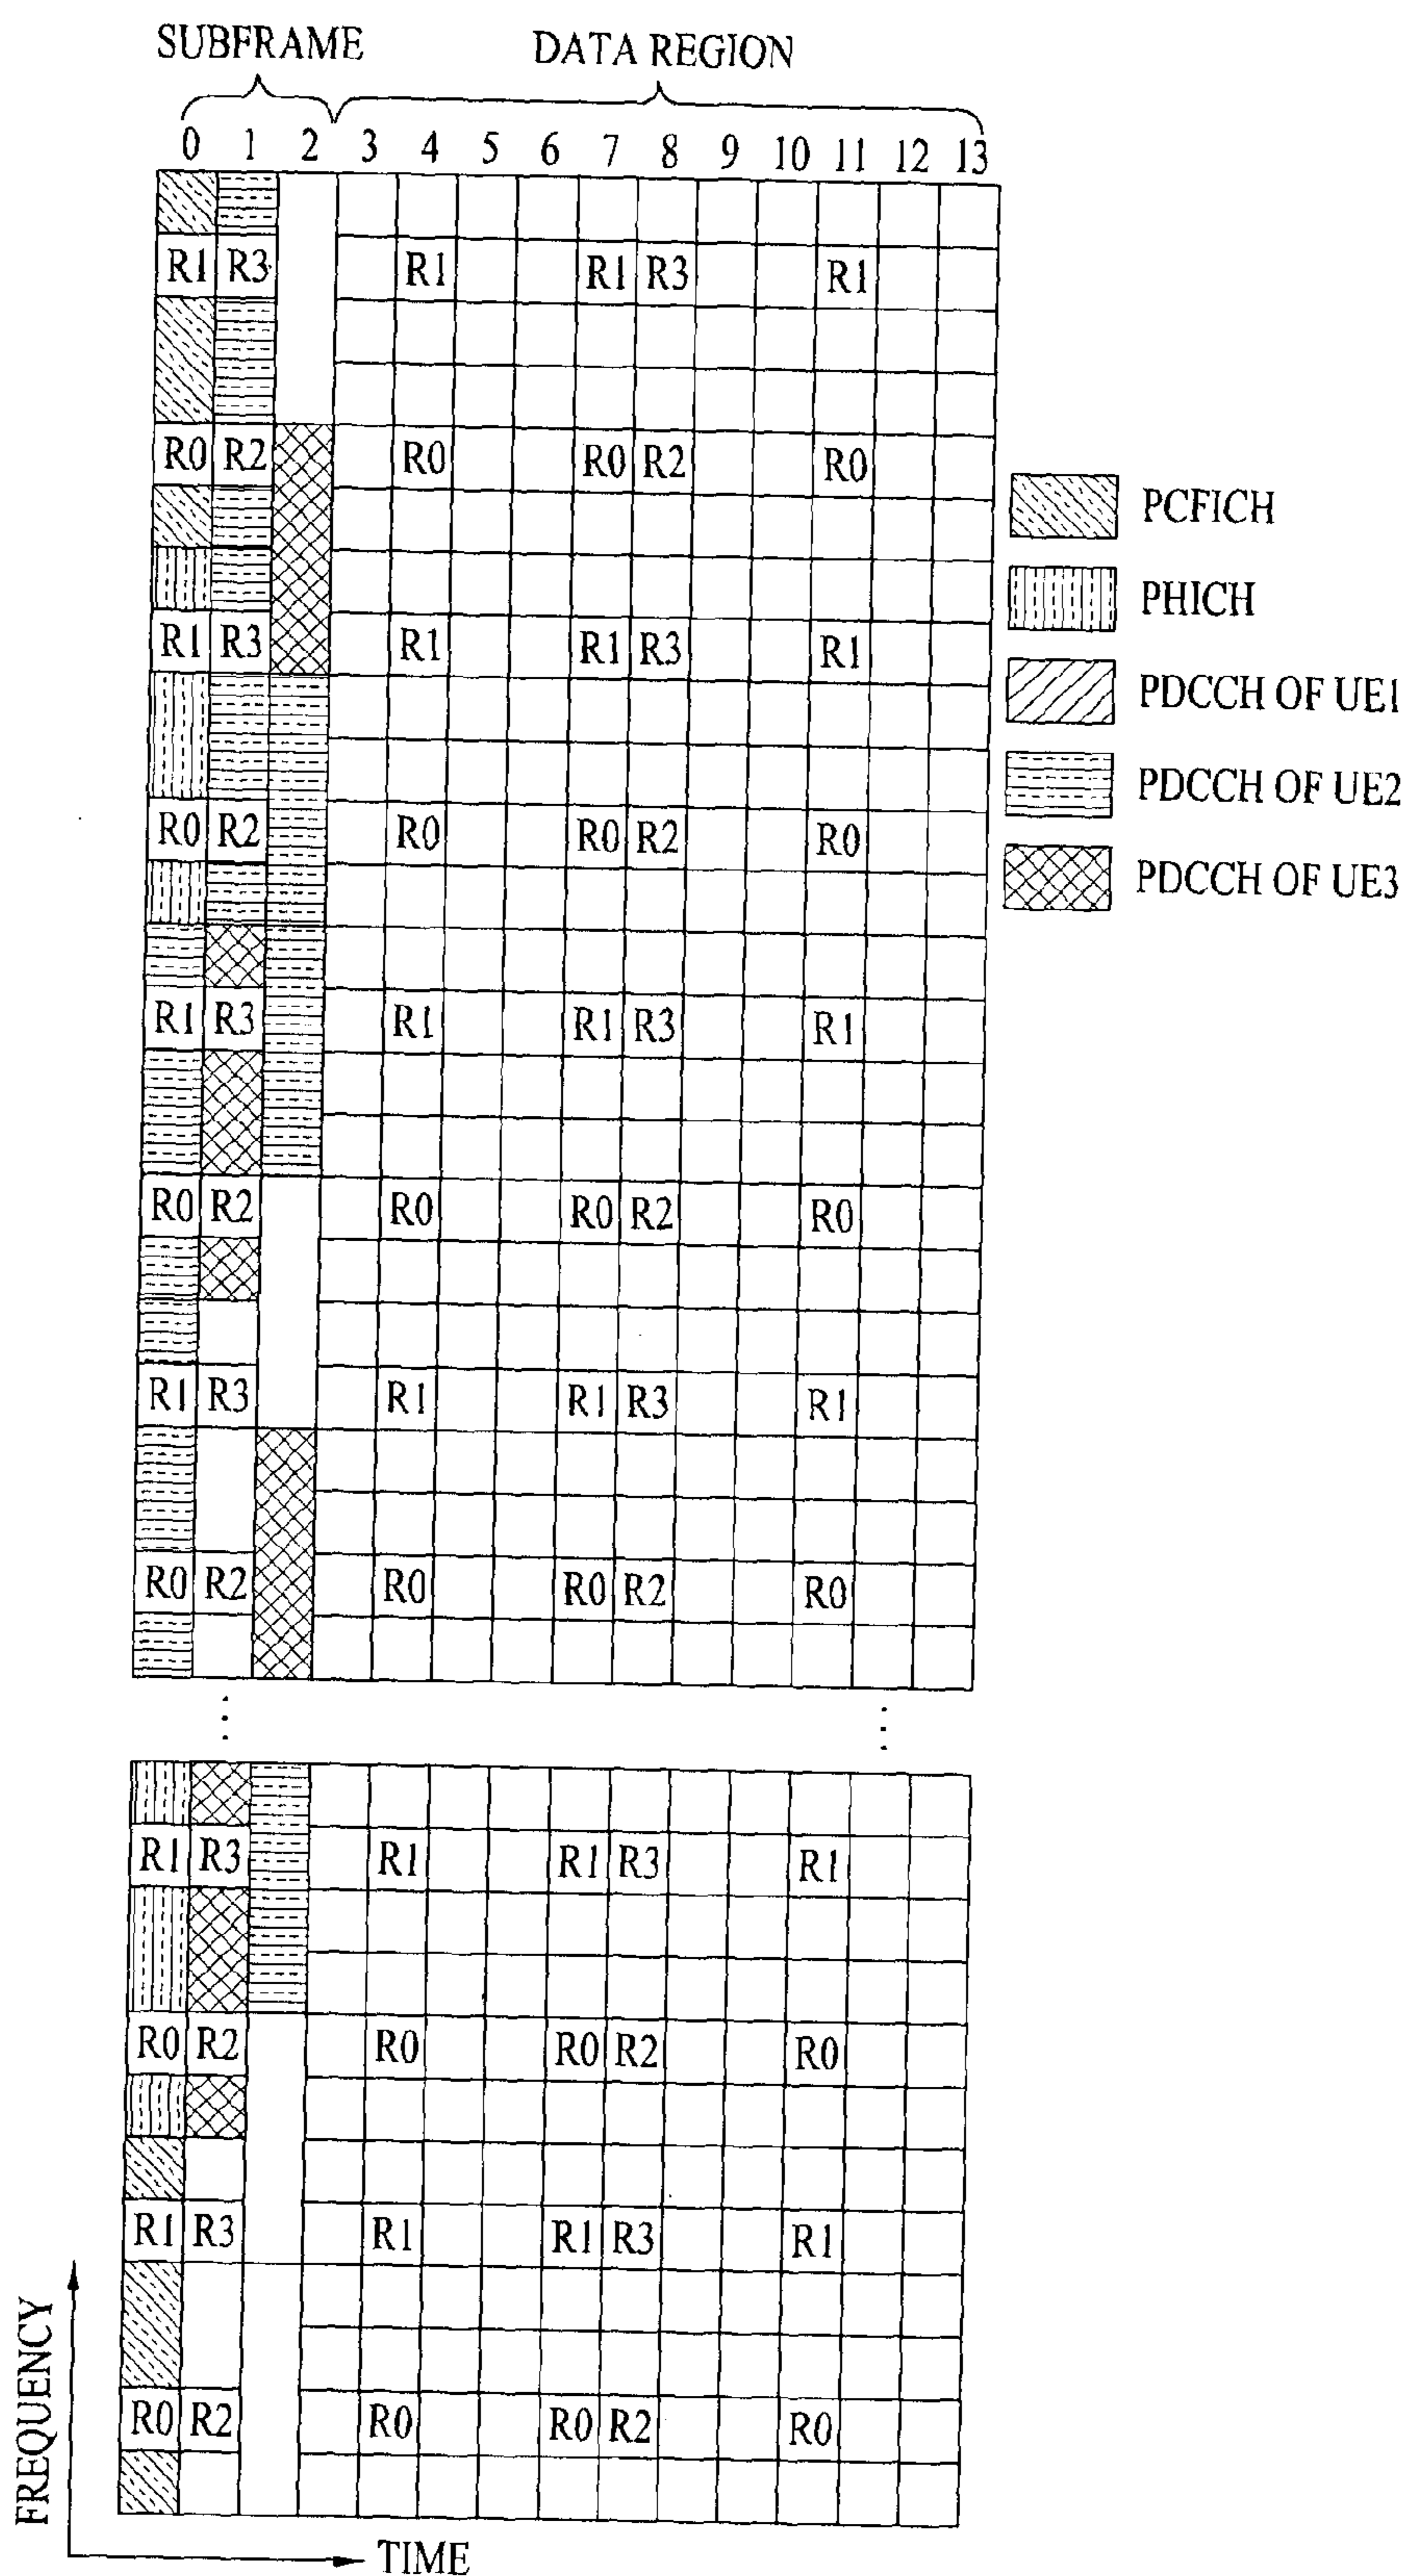 SUBFRAME DATA REGION
0 1 2 3 4 5 6 7 8 9 10 11 12 13
R1 R3 R1 R1 R3 R1
R0 R2 R0 R0 R2 R0
PCFICH
PHICH
R1 R3 R1 R1 R3 R1
PDCCH OF UE1
PDCCH OF UE2
R0 R2 R0 R0 R2 R0
PDCCH OF UE3
R1 R3 R1 R1 R3 R1
R0 R2 R0 R0 R2 R0
R1 R3 R1 R1 R3 R1
R0 R2 R0 R0 R2 R0
R1 R3 R1 R1 R3 R1
R0 R2 R0 R0 R2 R0
R1 R3 R1 R1 R3 R1
R0 R2 R0 R0 R2 R0
FREQUENCY
TIME